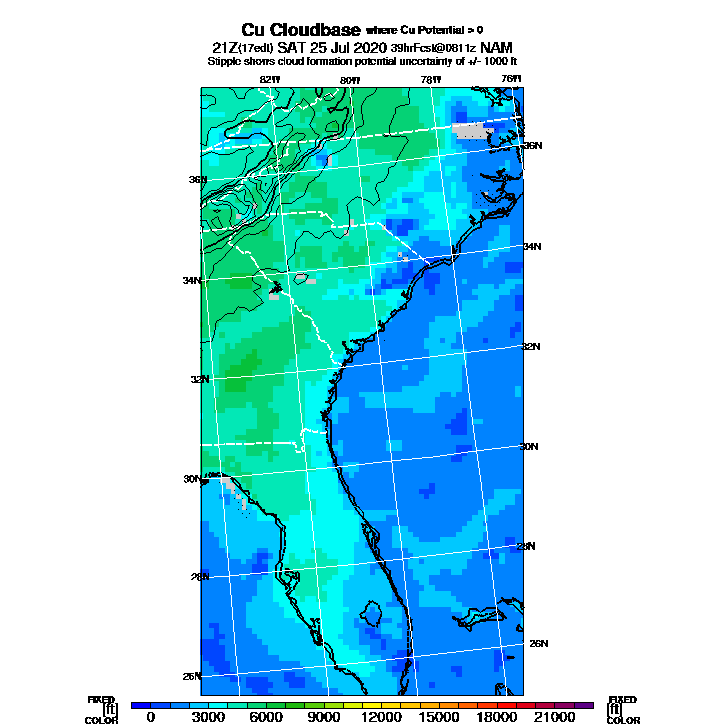 Cu Cloudbase where Cu Potential > 0
21Z(17edt) SAT 25 Jul 2020 39hrFcst@0811z NAM
Stipple shows cloud formation potential uncertainty of +/- 1000 ft
82W 80W 78W 76W
36N
36N
34N
34N
32N
32N
30N
30N
28N
28N
26N
26N
FIXED FIXED
[ft] 0 3000 6000 9000 12000 15000 18000 21000 [ft]
COLOR COLOR